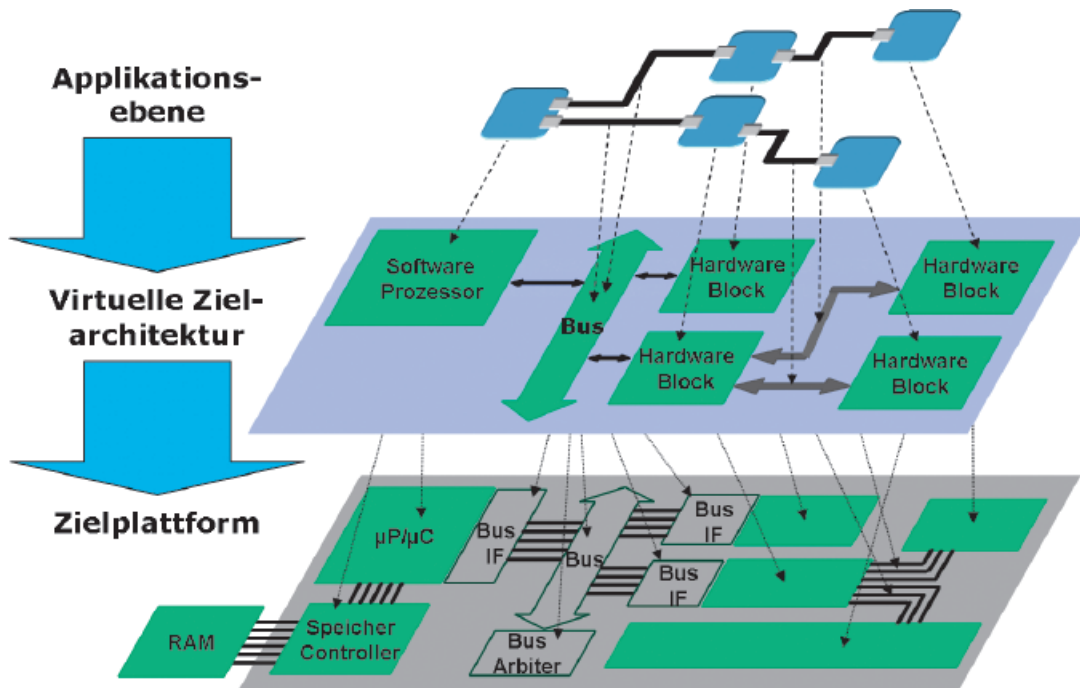 Applikations-
ebene
Virtuelle Ziel-
architektur
Zielplattform
Software
Prozessor
Bus
Hardware
Block
Hardware
Block
Hardware
Block
Hardware
Block
µP/µC
Bus
IF
Bus
Bus
IF
Bus
IF
RAM
Speicher
Controller
Bus
Arbiter